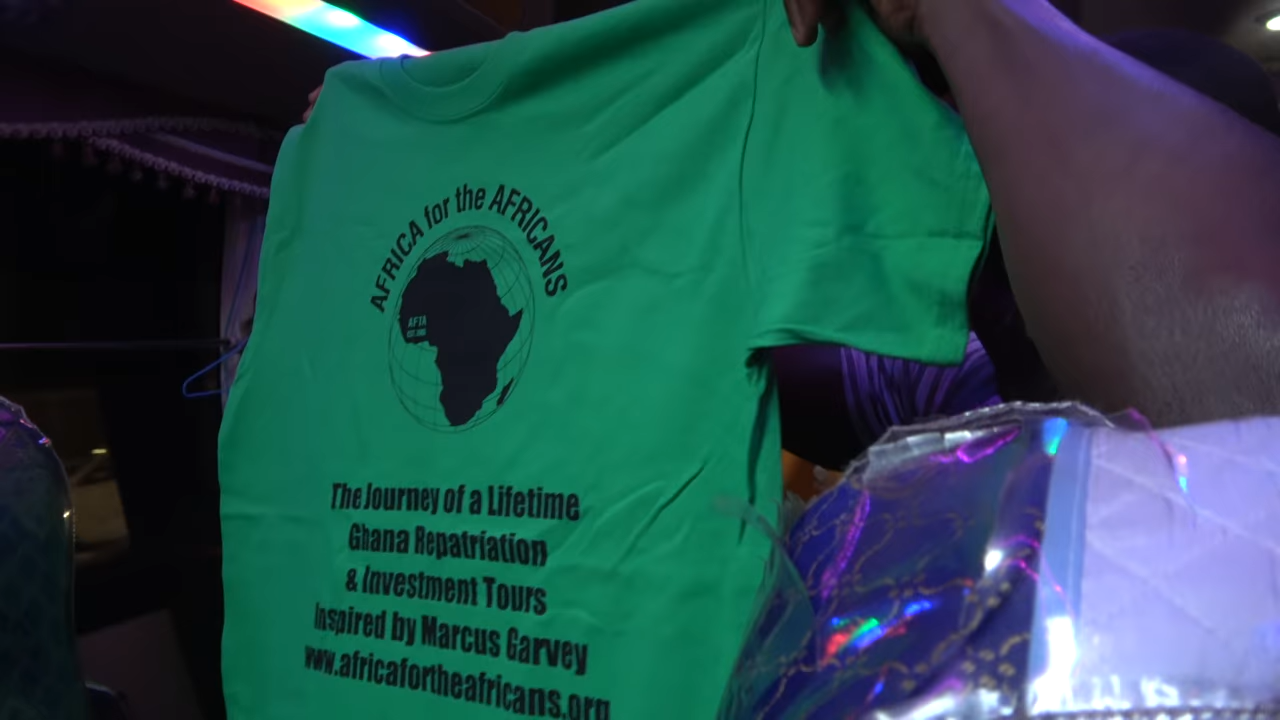 AFRICA for the AFRICANS
AFTA
The Journey of a Lifetime
Ghana Repatriation
& Investment Tours
Inspired by Marcus Garvey
www.africafortheafricans.org